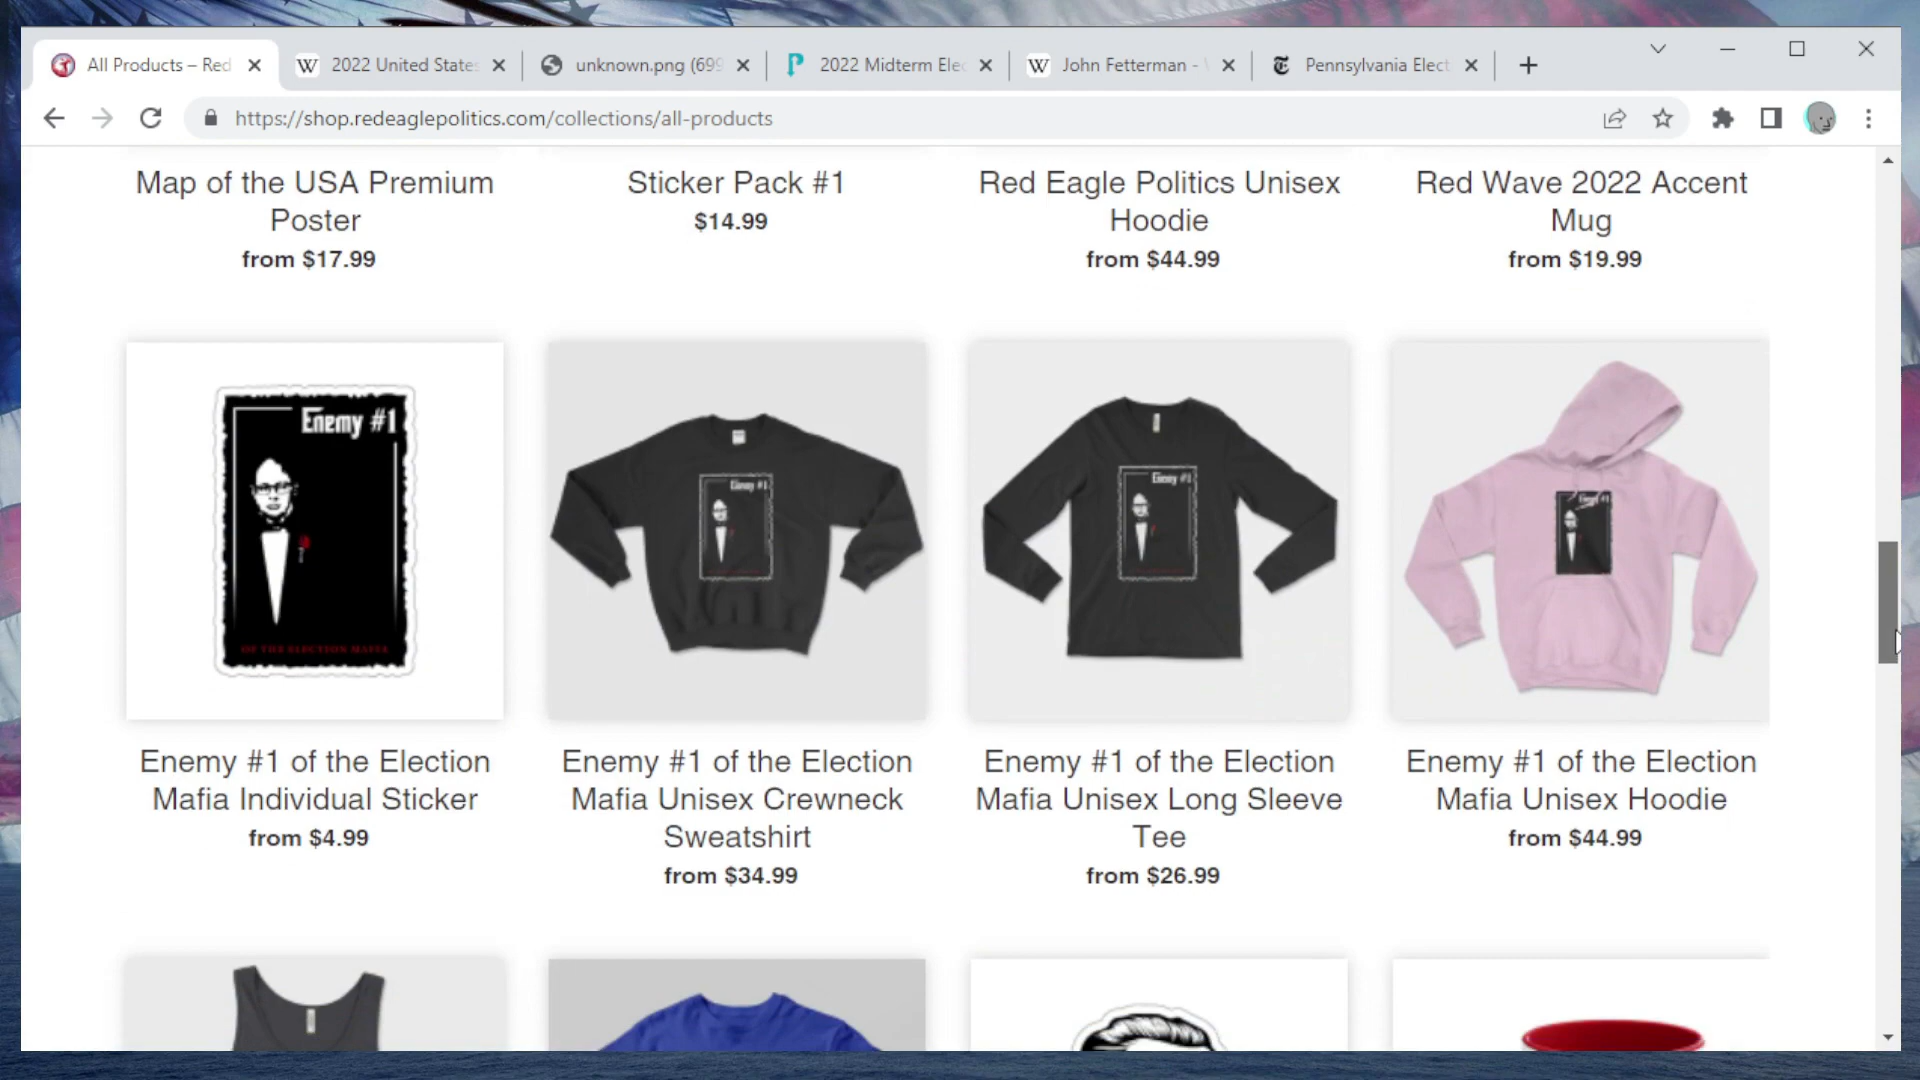 All Products – Red
2022 United States
unknown.png (699
2022 Midterm Elec
John Fetterman -
Pennsylvania Elect
https://shop.redeaglepolitics.com/collections/all-products
Map of the USA Premium
Poster
from $17.99
Sticker Pack #1
$14.99
Red Eagle Politics Unisex
Hoodie
from $44.99
Red Wave 2022 Accent
Mug
from $19.99
Enemy #1
OF THE ELECTION MAFIA
Enemy #1
Enemy #1
Enemy #1
Enemy #1 of the Election
Mafia Individual Sticker
from $4.99
Enemy #1 of the Election
Mafia Unisex Crewneck
Sweatshirt
from $34.99
Enemy #1 of the Election
Mafia Unisex Long Sleeve
Tee
from $26.99
Enemy #1 of the Election
Mafia Unisex Hoodie
from $44.99